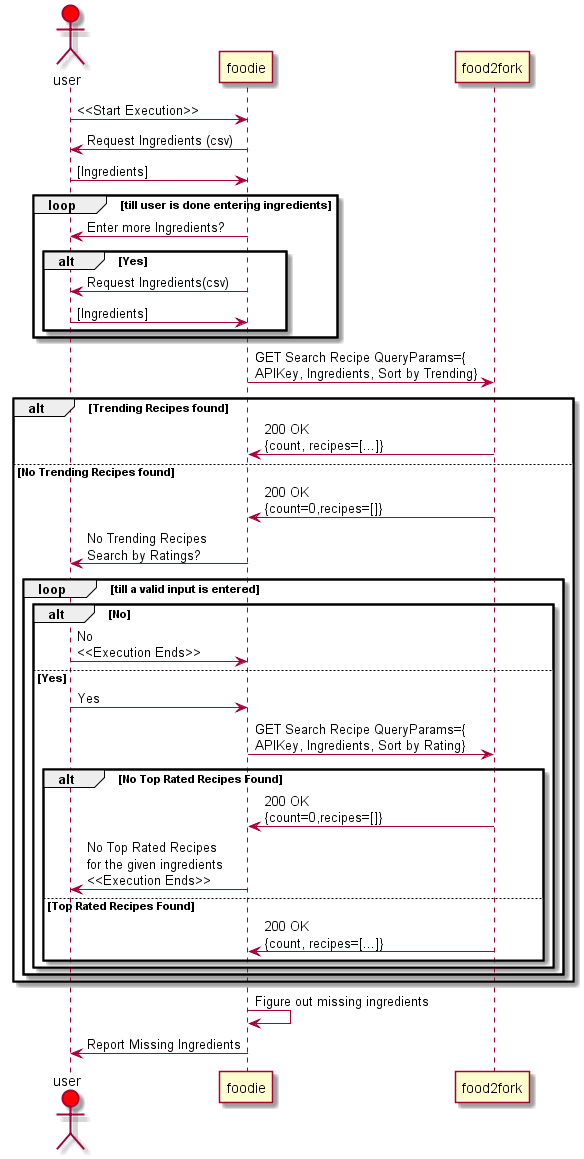 user
foodie
food2fork
<<Start Execution>>
Request Ingredients (csv)
[Ingredients]
loop
[till user is done entering ingredients]
Enter more Ingredients?
alt
[Yes]
Request Ingredients(csv)
[Ingredients]
GET Search Recipe QueryParams={
APIKey, Ingredients, Sort by Trending}
alt
[Trending Recipes found]
200 OK
{count, recipes=[...]}
[No Trending Recipes found]
200 OK
{count=0,recipes=[]}
No Trending Recipes
Search by Ratings?
loop
[till a valid input is entered]
alt
[No]
No
<<Execution Ends>>
[Yes]
Yes
GET Search Recipe QueryParams={
APIKey, Ingredients, Sort by Rating}
alt
[No Top Rated Recipes Found]
200 OK
{count=0,recipes=[]}
No Top Rated Recipes
for the given ingredients
<<Execution Ends>>
[Top Rated Recipes Found]
200 OK
{count, recipes=[...]}
Figure out missing ingredients
Report Missing Ingredients
user
foodie
food2fork